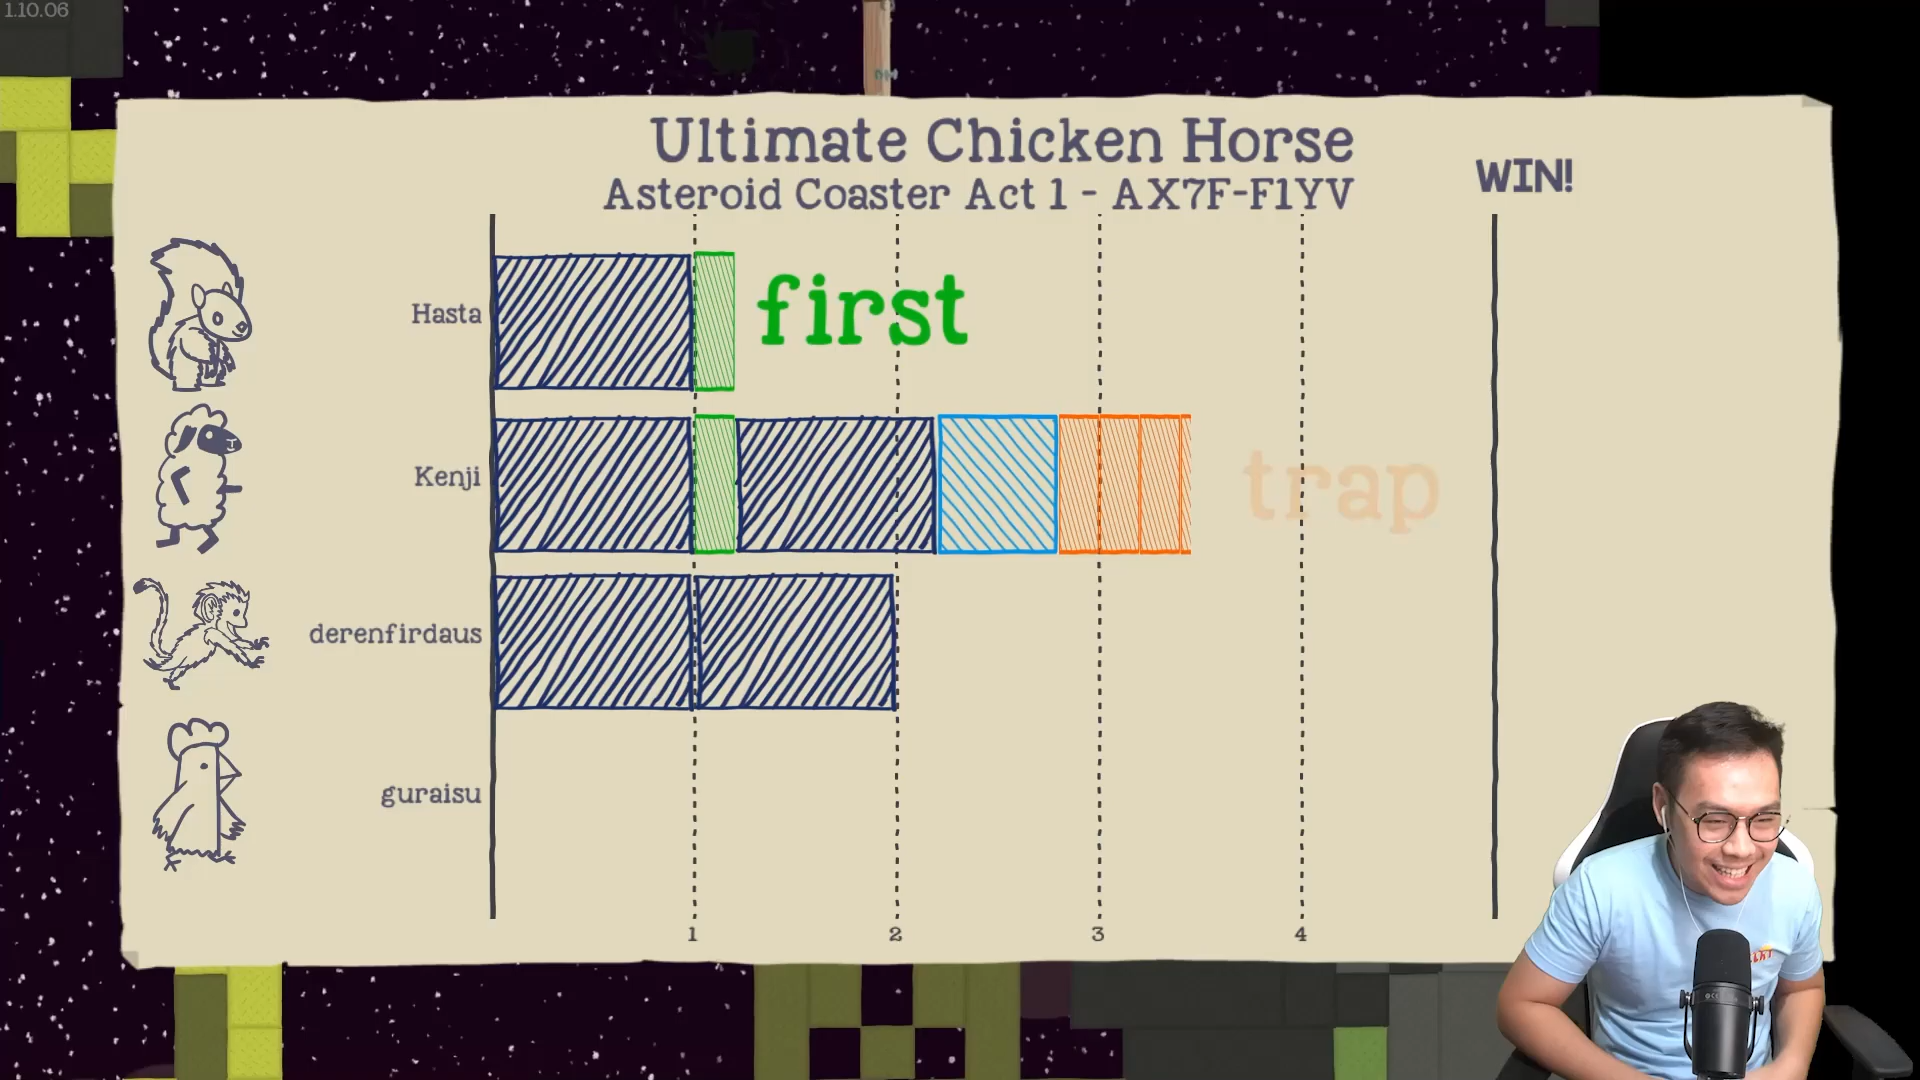 1.10.06
Ultimate Chicken Horse
Asteroid Coaster Act 1 - AX7F-F1YV
WIN!
Hasta
first
Kenji
trap
derenfirdaus
guraisu
1
2
3
4